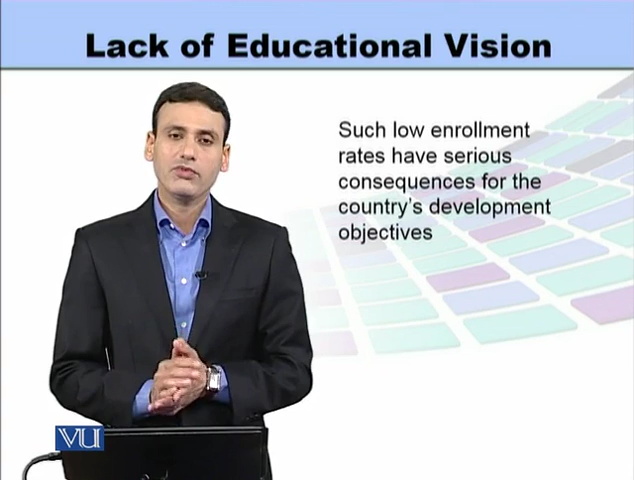 Lack of Educational Vision
Such low enrollment
rates have serious
consequences for the
country's development
objectives
VU